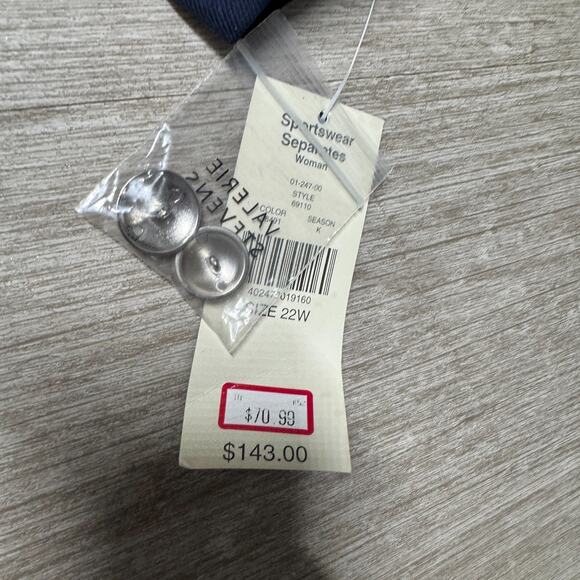 Sportswear
Separates
Woman
01-247-00
STYLE
69110
COLOR SEASON
K
VALERIE
STEVENS
SIZE 22W
$70.99
$143.00